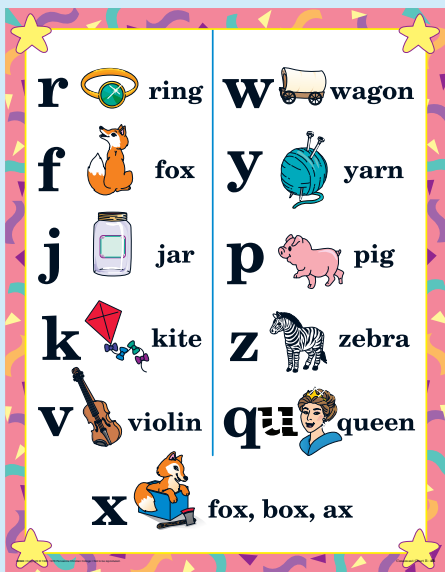 r ring
f fox
j jar
k kite
v violin
w wagon
y yarn
p pig
z zebra
qu queen
x fox, box, ax